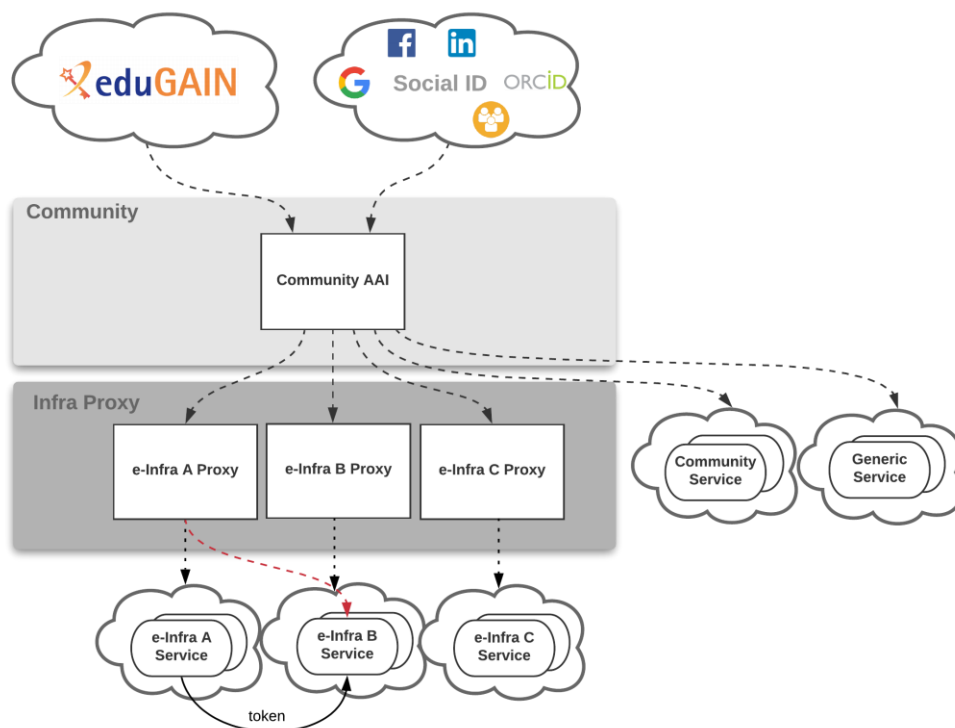 eduGAIN
Social ID
ORCID
Community
Community AAI
Infra Proxy
e-Infra A Proxy
e-Infra B Proxy
e-Infra C Proxy
Community
Service
Generic
Service
e-Infra A
Service
e-Infra B
Service
e-Infra C
Service
token